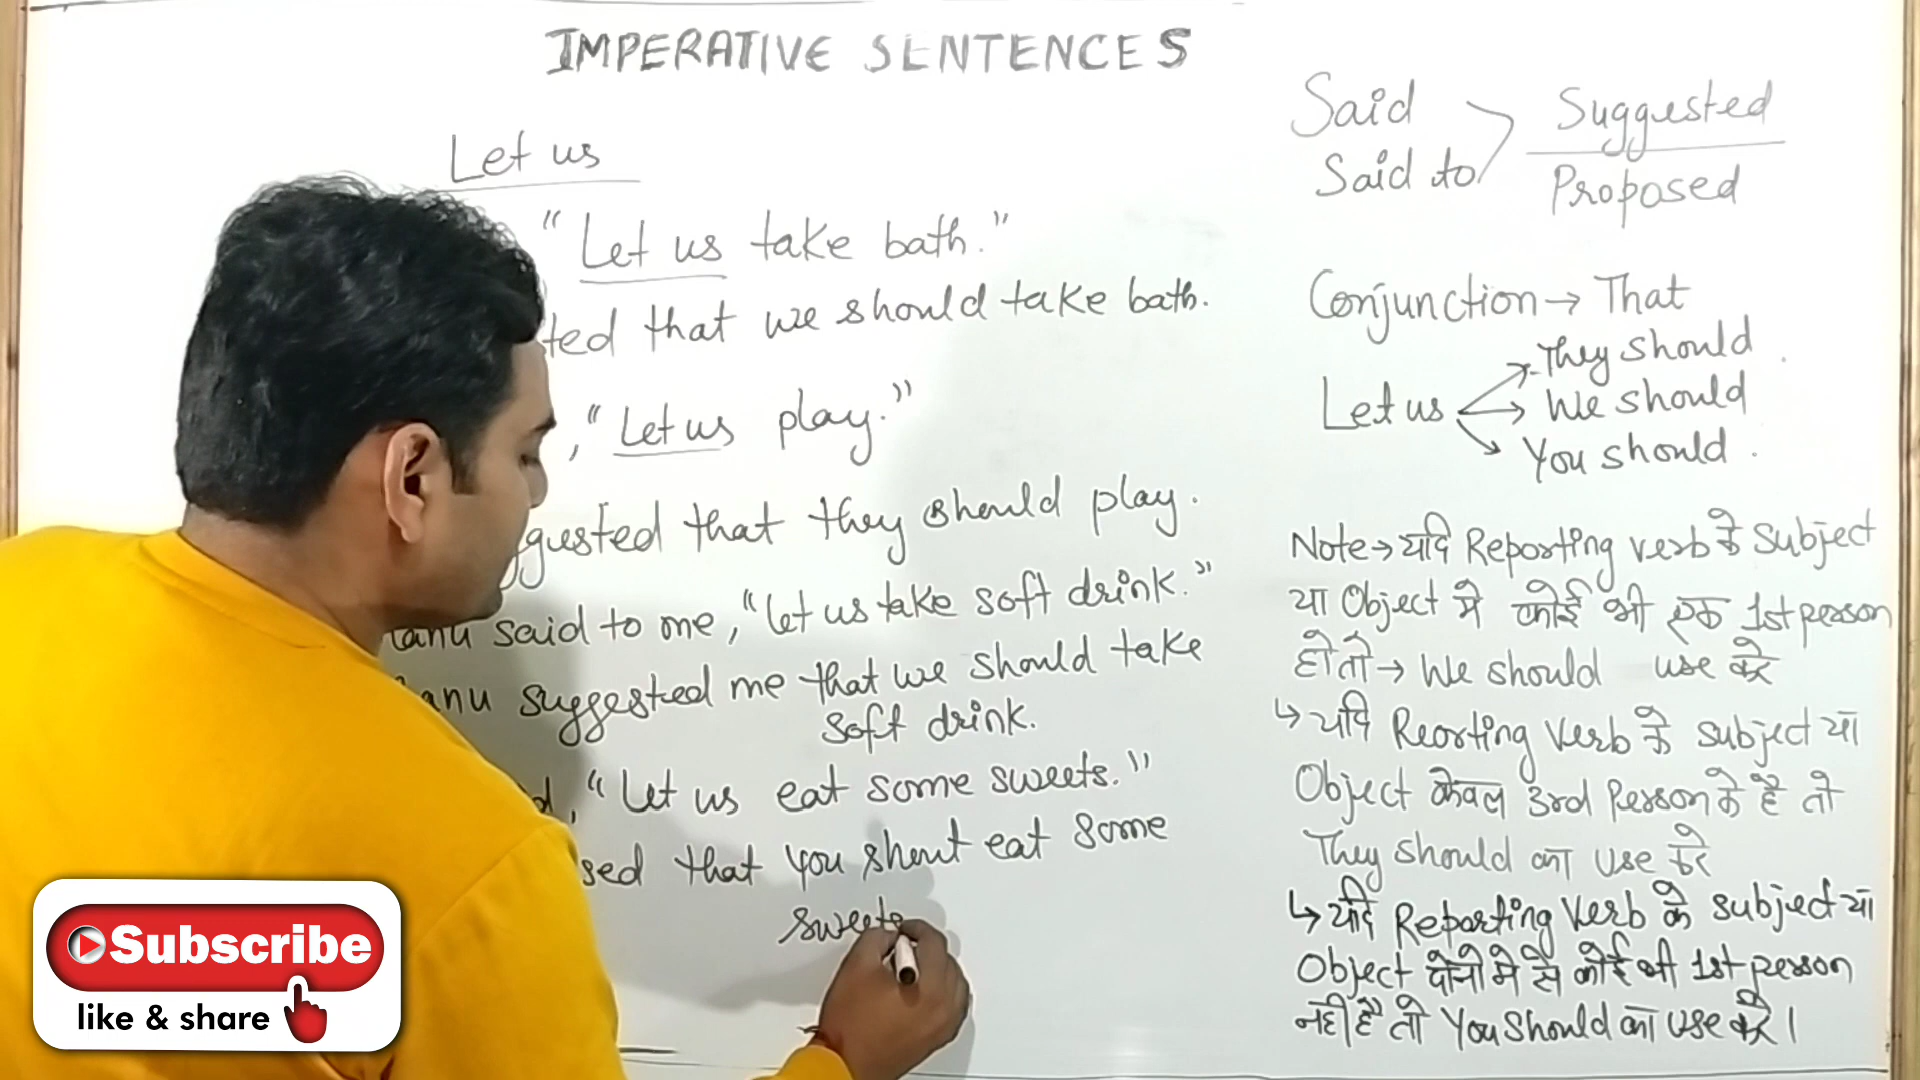 IMPERATIVE SENTENCES
Let us
"Let us take bath."
ted that we should take bath.
, "Let us play."
gusted that they should play.
anu said to me, "let us take soft drink."
anu suggested me that we should take
soft drink.
d, "Let us eat some sweets."
sed that you shout eat some
sweets
Said
Said to
Suggested
Proposed
Conjunction → That
Let us
They should
We should
You should
Note → यदि Reporting verb के Subject
या Object मे कोई भी एक 1st person
हो तो → We should use करे
↳ यदि Reorting Verb के subject या
Object केवल 3rd Person के है तो
They should का use करे
↳ यदि Reporting Verb के subject या
Object दोनो मे से कोई भी 1st person
नही है तो You should का use करे।
Subscribe
like & share